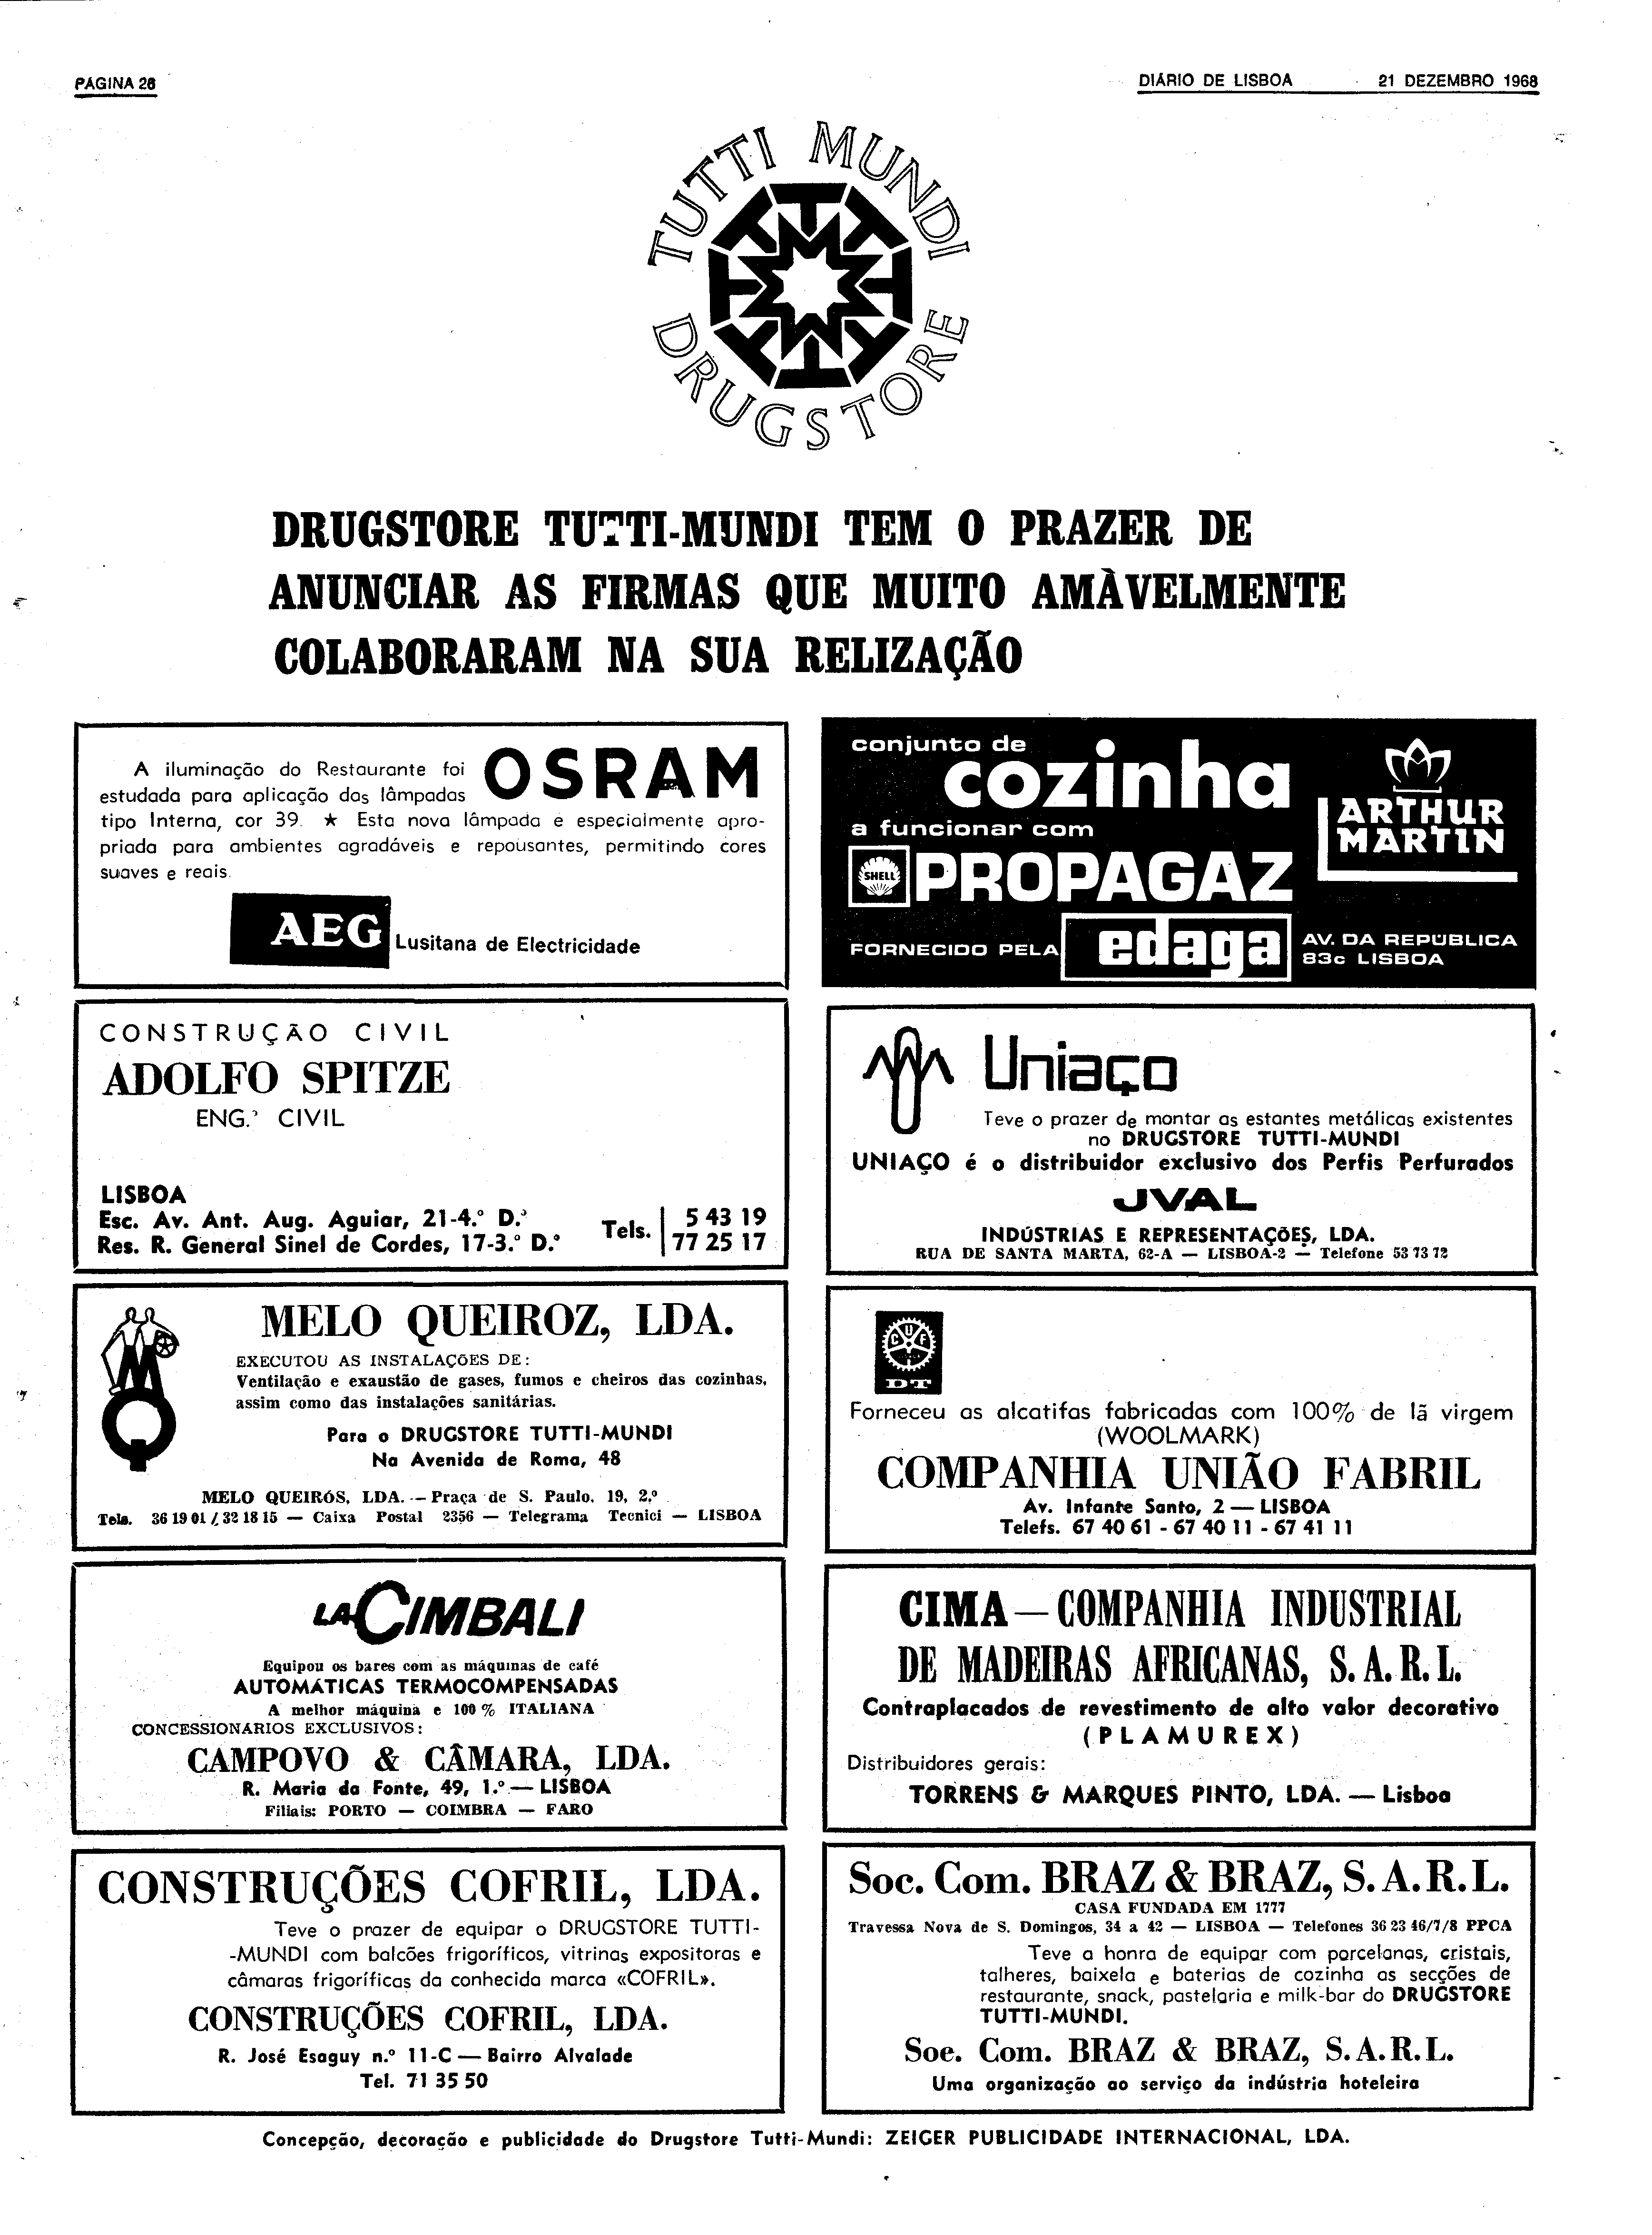 PÁGINA 26
DIÁRIO DE LISBOA 21 DEZEMBRO 1968
TUTTI MUNDI
DRUGSTORE
DRUGSTORE TUTTI-MUNDI TEM O PRAZER DE
ANUNCIAR AS FIRMAS QUE MUITO AMÀVELMENTE
COLABORARAM NA SUA RELIZAÇÃO
OSRAM
A iluminação do Restaurante foi
estudada para aplicação das lâmpadas
tipo Interna, cor 39. ★ Esta nova lâmpada é especialmente apro-
priada para ambientes agradáveis e repousantes, permitindo cores
suaves e reais.
AEG Lusitana de Electricidade
conjunto de
cozinha
a funcionar com
SHELL PROPAGAZ
ARTHUR
MARTIN
FORNECIDO PELA edaga
AV. DA REPÚBLICA
83c LISBOA
CONSTRUÇÃO CIVIL
ADOLFO SPITZE
ENG.º CIVIL
LISBOA
Esc. Av. Ant. Aug. Aguiar, 21-4.º D.º
Res. R. General Sinel de Cordes, 17-3.º D.º
Tels. 5 43 19
77 25 17
Uniaço
Teve o prazer de montar as estantes metálicas existentes
no DRUGSTORE TUTTI-MUNDI
UNIAÇO é o distribuidor exclusivo dos Perfis Perfurados
JVAL
INDÚSTRIAS E REPRESENTAÇÕES, LDA.
RUA DE SANTA MARTA, 62-A — LISBOA-2 — Telefone 53 73 72
MELO QUEIROZ, LDA.
EXECUTOU AS INSTALAÇÕES DE:
Ventilação e exaustão de gases, fumos e cheiros das cozinhas,
assim como das instalações sanitárias.
Para o DRUGSTORE TUTTI-MUNDI
Na Avenida de Roma, 48
MELO QUEIRÓS, LDA. — Praça de S. Paulo, 19, 2.º
Tels. 36 19 01 / 32 18 15 — Caixa Postal 2356 — Telegrama Tecnici — LISBOA
CUF
DT
Forneceu as alcatifas fabricadas com 100% de lã virgem
(WOOLMARK)
COMPANHIA UNIÃO FABRIL
Av. Infante Santo, 2 — LISBOA
Telefs. 67 40 61 - 67 40 11 - 67 41 11
LA CIMBALI
Equipou os bares com as máquinas de café
AUTOMÁTICAS TERMOCOMPENSADAS
A melhor máquina e 100% ITALIANA
CONCESSIONÁRIOS EXCLUSIVOS:
CAMPOVO & CÂMARA, LDA.
R. Maria da Fonte, 49, 1.º — LISBOA
Filiais: PORTO — COIMBRA — FARO
CIMA — COMPANHIA INDUSTRIAL
DE MADEIRAS AFRICANAS, S. A. R. L.
Contraplacados de revestimento de alto valor decorativo
(PLAMUREX)
Distribuidores gerais:
TORRENS & MARQUES PINTO, LDA. — Lisboa
CONSTRUÇÕES COFRIL, LDA.
Teve o prazer de equipar o DRUGSTORE TUTTI-
-MUNDI com balcões frigoríficos, vitrinas expositoras e
câmaras frigoríficas da conhecida marca «COFRIL».
CONSTRUÇÕES COFRIL, LDA.
R. José Esaguy n.º 11-C — Bairro Alvalade
Tel. 71 35 50
Soc. Com. BRAZ & BRAZ, S. A. R. L.
CASA FUNDADA EM 1777
Travessa Nova de S. Domingos, 34 a 42 — LISBOA — Telefones 36 23 46/7/8 PPCA
Teve a honra de equipar com porcelanas, cristais,
talheres, baixela e baterias de cozinha as secções de
restaurante, snack, pastelaria e milk-bar do DRUGSTORE
TUTTI-MUNDI.
Soe. Com. BRAZ & BRAZ, S. A. R. L.
Uma organização ao serviço da indústria hoteleira
Concepção, decoração e publicidade do Drugstore Tutti-Mundi: ZEIGER PUBLICIDADE INTERNACIONAL, LDA.